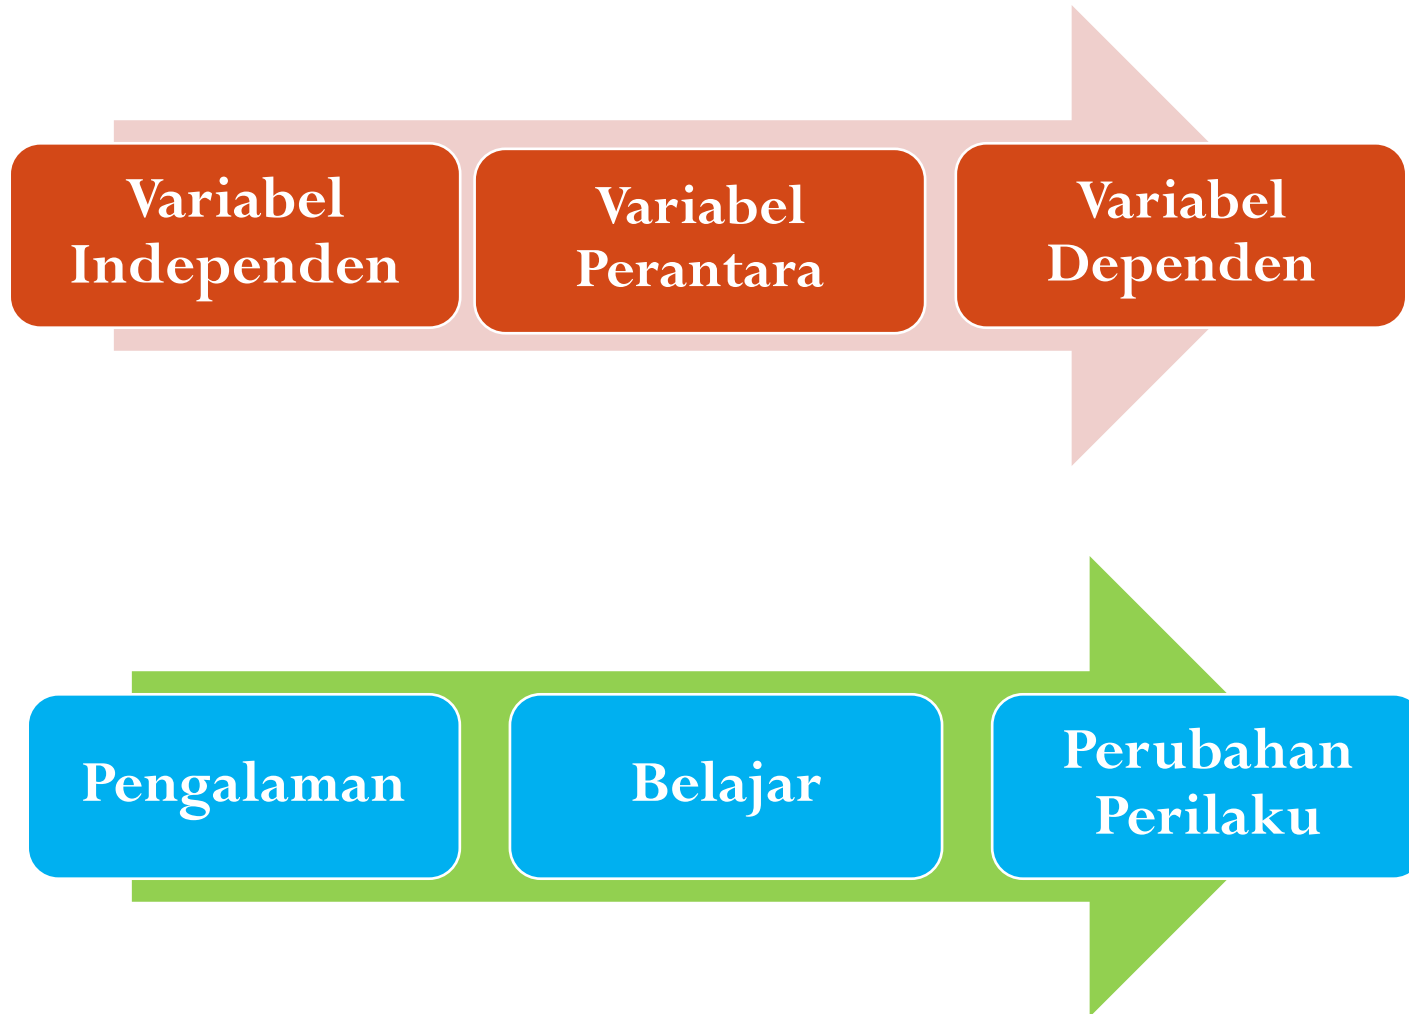 Variabel
Independen
Variabel
Perantara
Variabel
Dependen
Pengalaman
Belajar
Perubahan
Perilaku